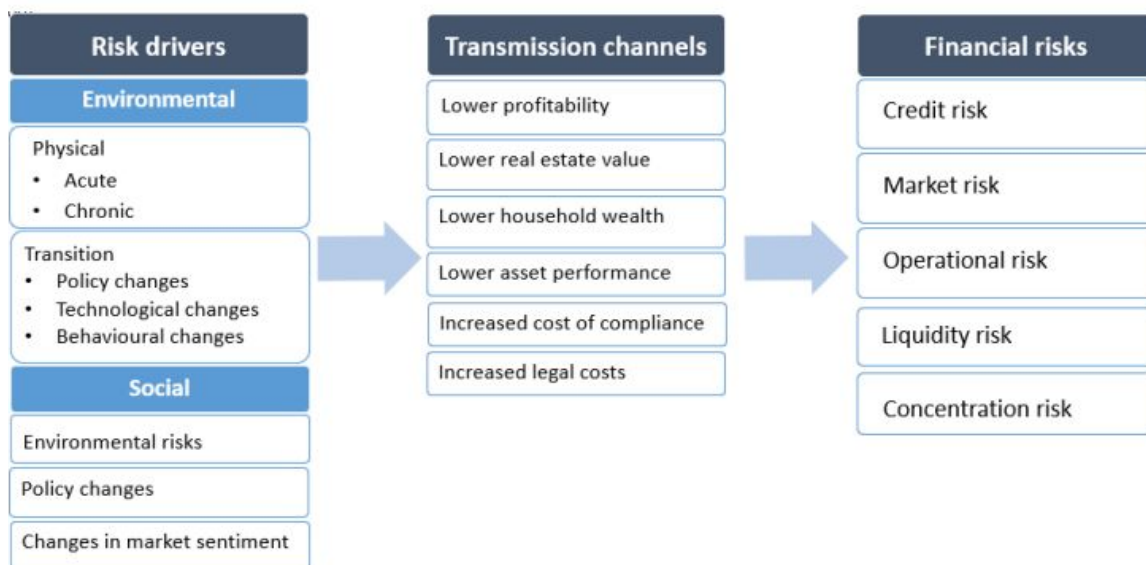 Risk drivers
Environmental
Physical
• Acute
• Chronic
Transition
• Policy changes
• Technological changes
• Behavioural changes
Social
Environmental risks
Policy changes
Changes in market sentiment
Transmission channels
Lower profitability
Lower real estate value
Lower household wealth
Lower asset performance
Increased cost of compliance
Increased legal costs
Financial risks
Credit risk
Market risk
Operational risk
Liquidity risk
Concentration risk